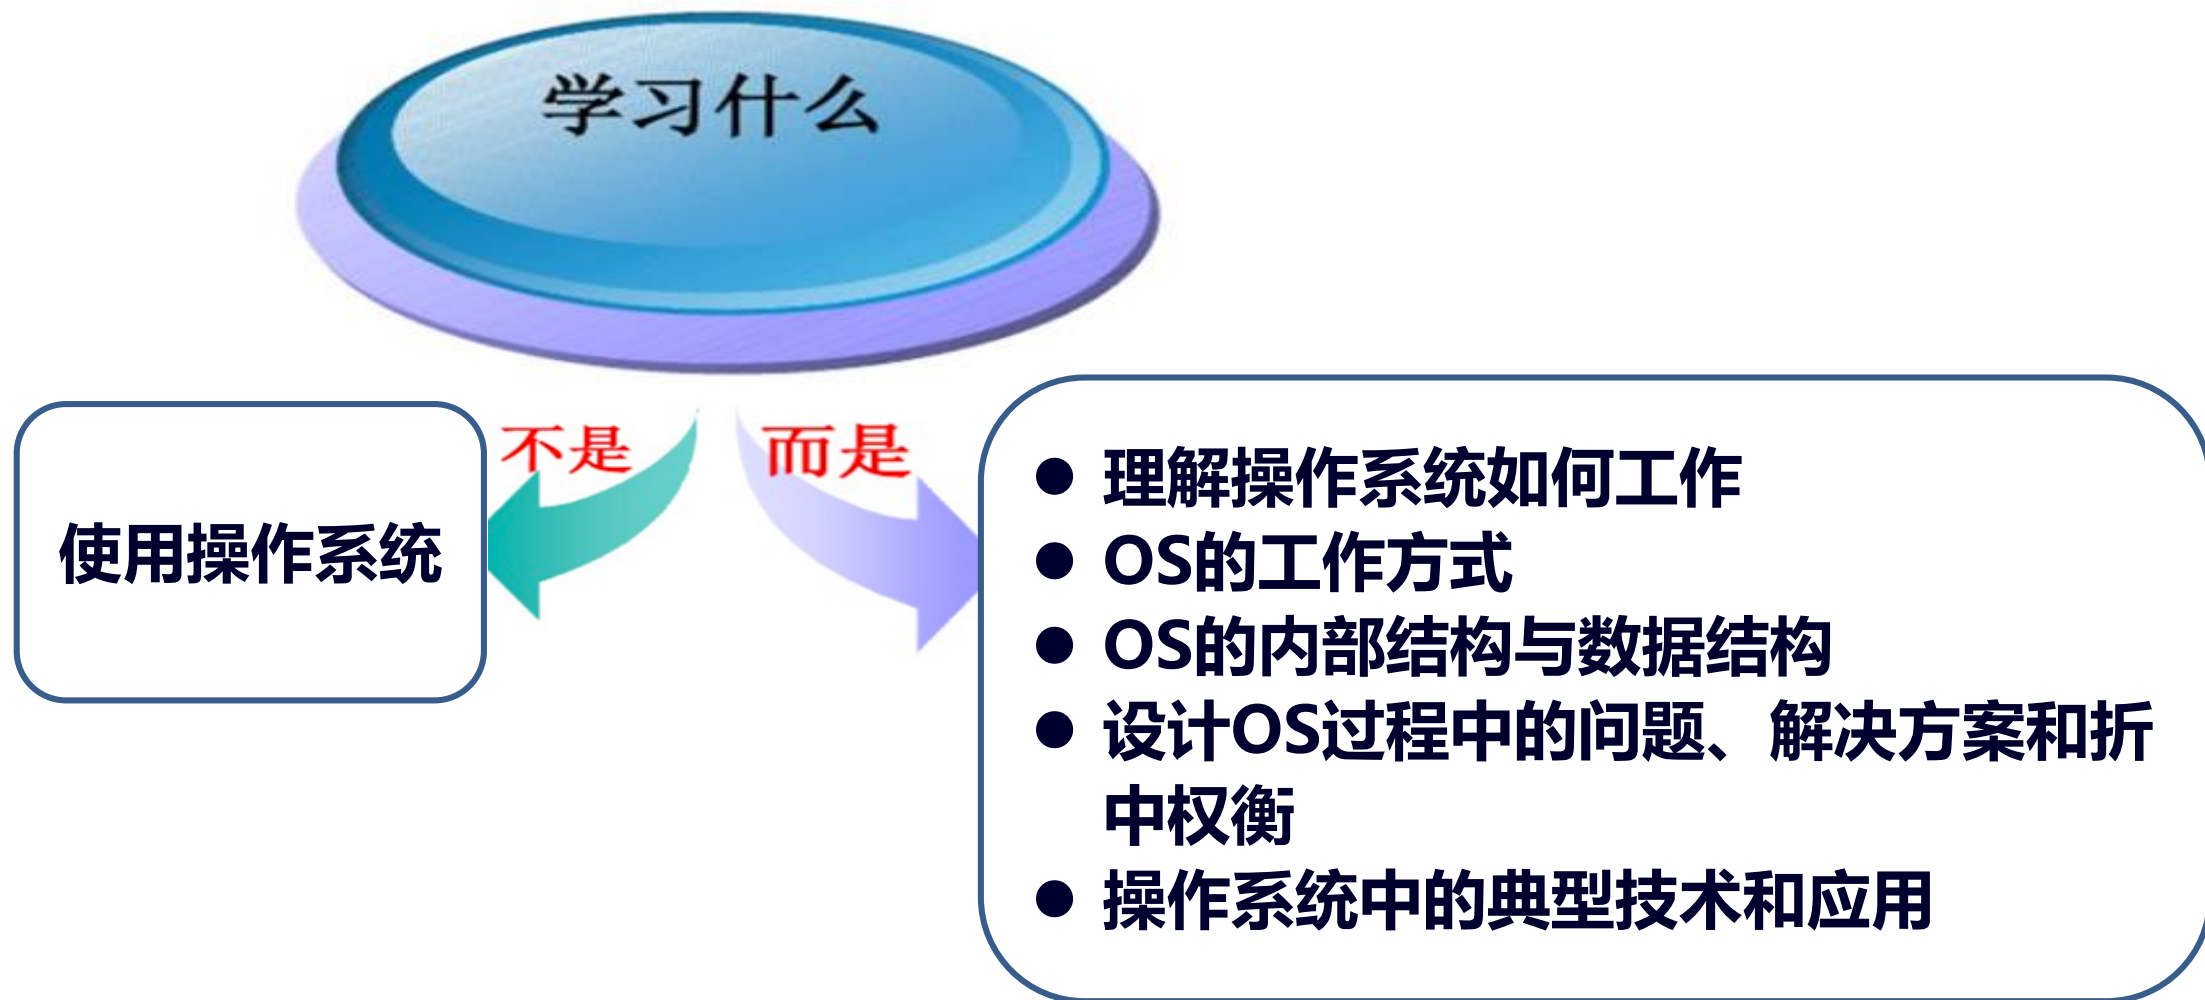 学习什么
不是
而是
使用操作系统
● 理解操作系统如何工作
● OS的工作方式
● OS的内部结构与数据结构
● 设计OS过程中的问题、解决方案和折
中权衡
● 操作系统中的典型技术和应用